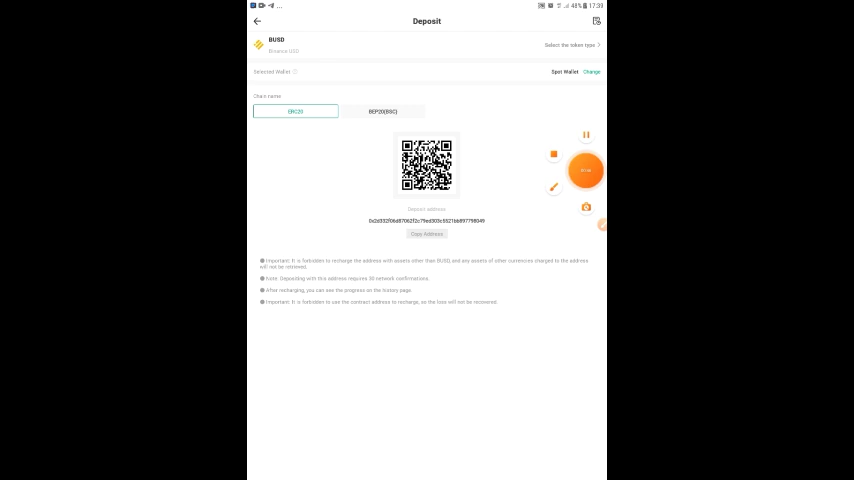 ... 48% 17:39
Deposit
BUSD
Binance USD
Select the token type >
Selected Wallet
Spot Wallet Change
Chain name
ERC20 BEP20(BSC)
Deposit address
Copy Address
Important: It is forbidden to recharge the address with assets other than BUSD, and any assets of other currencies charged to the address
will not be retrieved.
Note: Depositing with this address requires 30 network confirmations.
After recharging, you can see the progress on the history page.
Important: It is forbidden to use the contract address to recharge, so the loss will not be recovered.